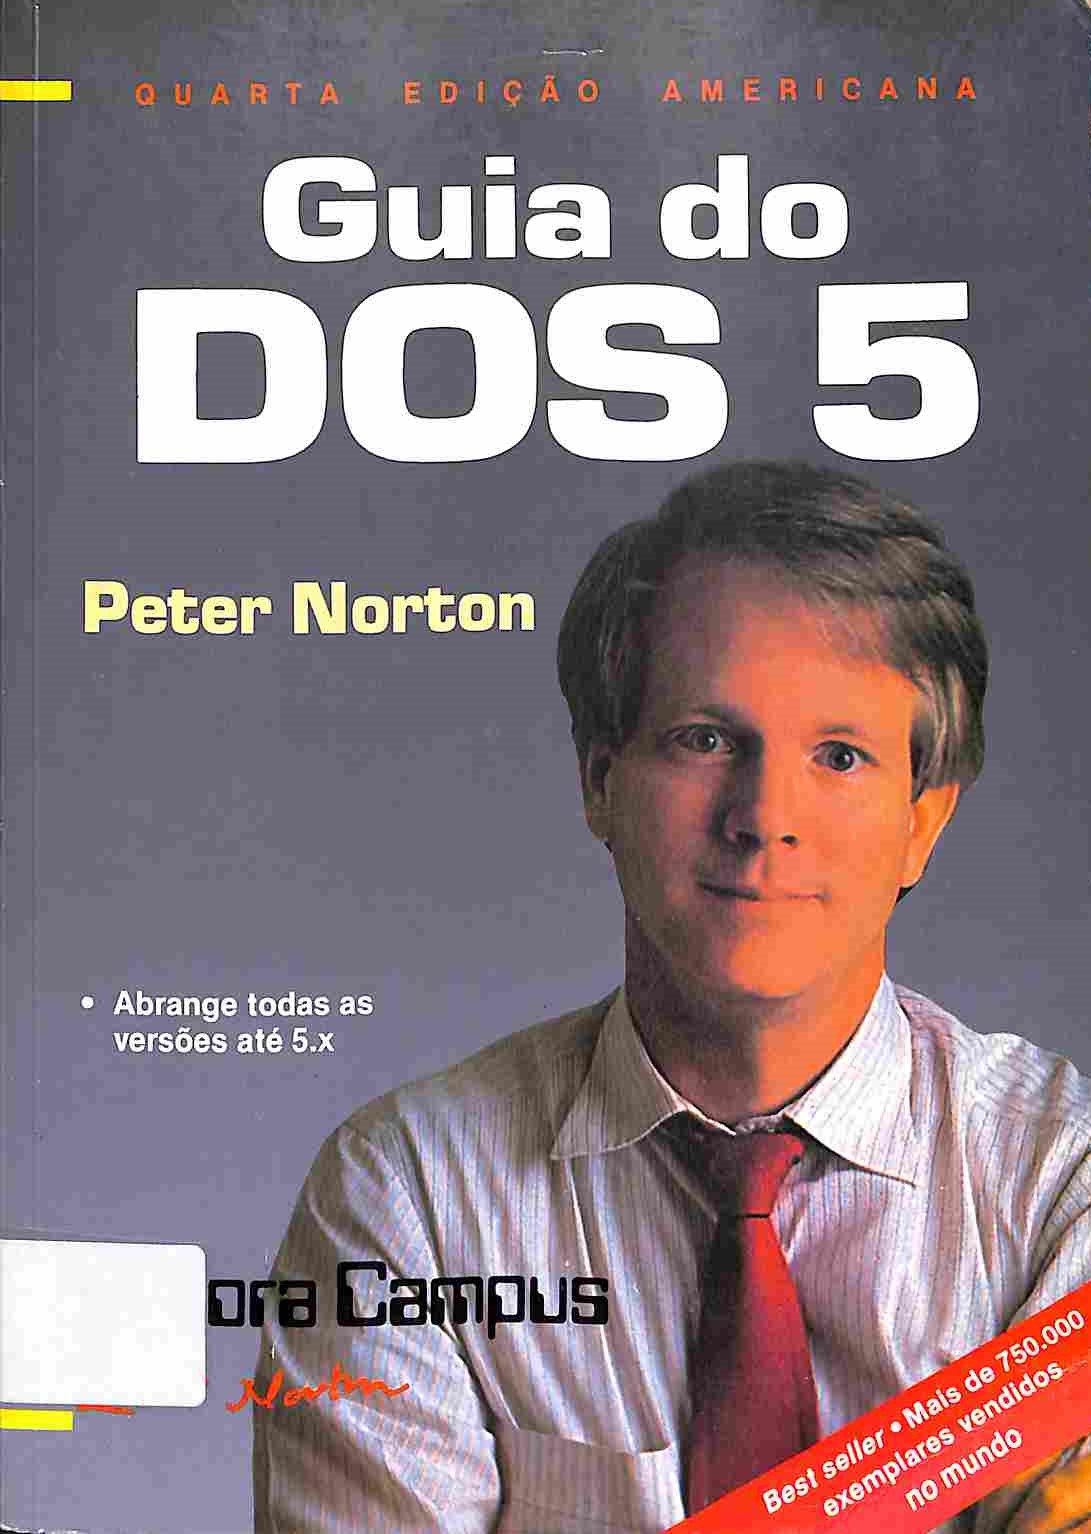 QUARTA EDIÇÃO AMERICANA
Guia do
DOS 5
Peter Norton
• Abrange todas as
versões até 5.x
ora Campus
Norton
Best seller • Mais de 750.000
exemplares vendidos
no mundo